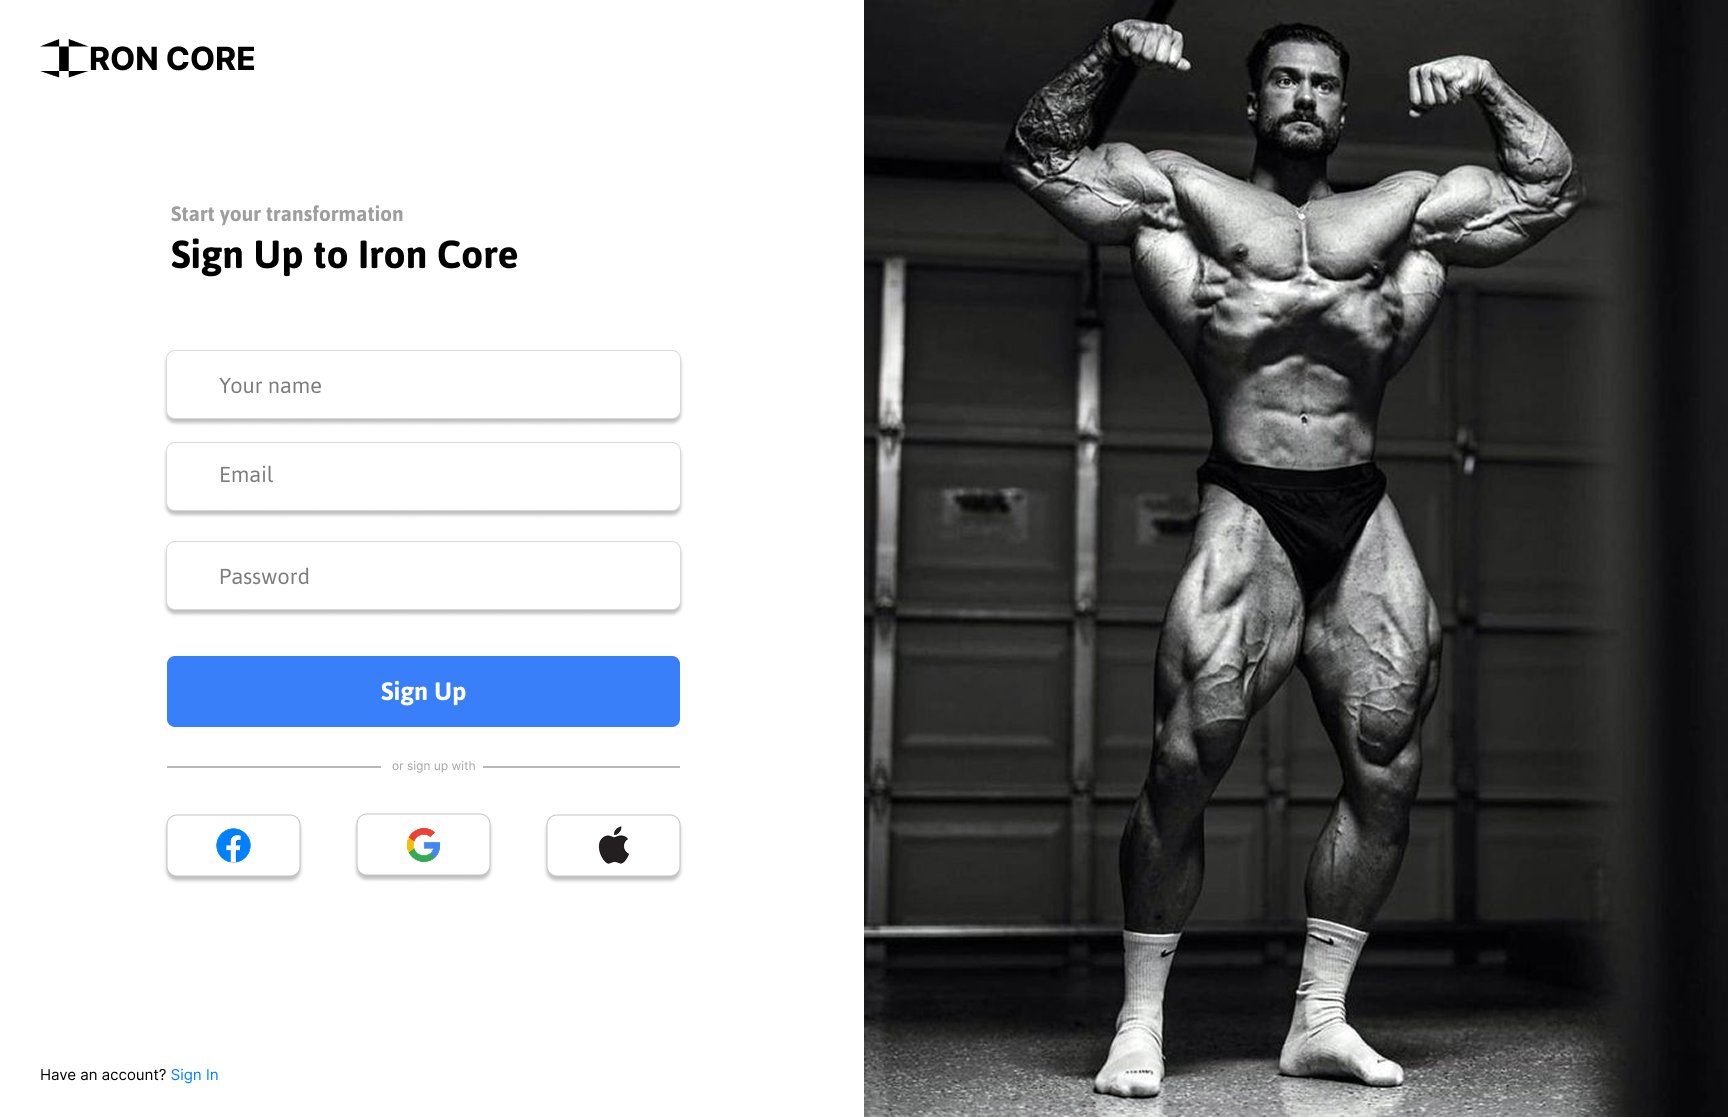 IRON CORE
Start your transformation
Sign Up to Iron Core
Your name
Email
Password
Sign Up
or sign up with
Have an account? Sign In